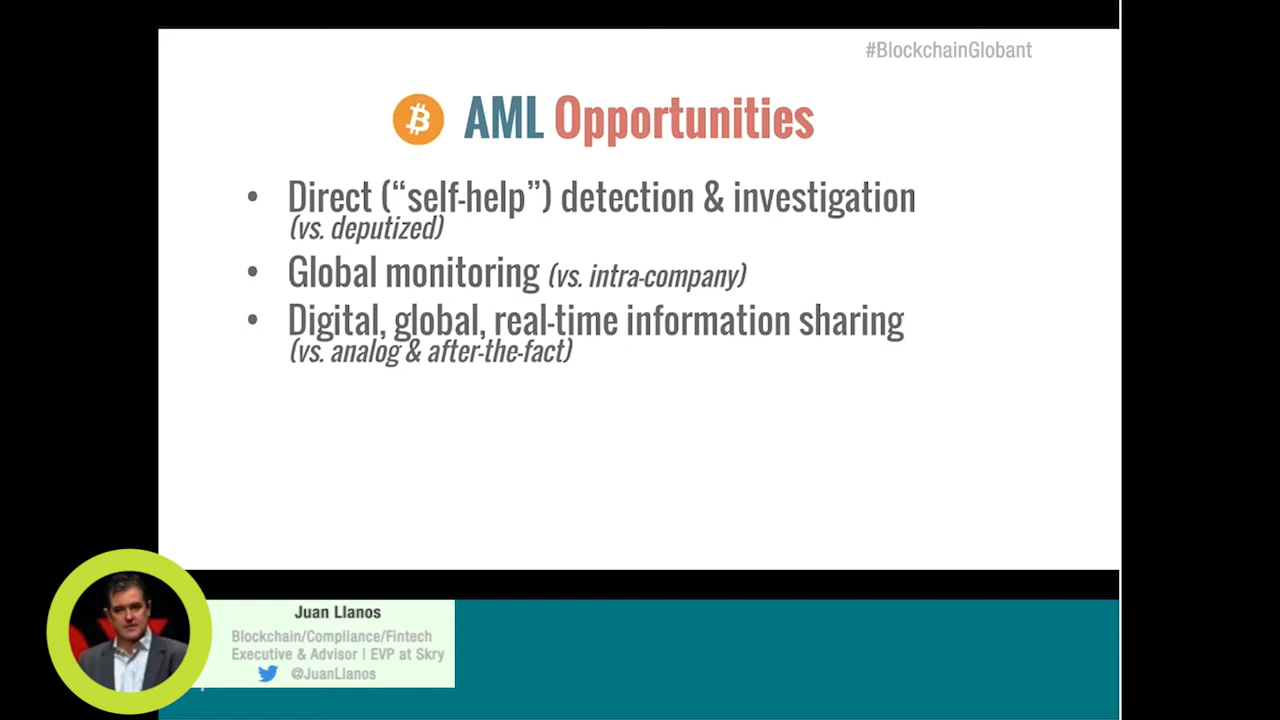 #BlockchainGlobant
AML Opportunities
• Direct (“self-help”) detection & investigation
(vs. deputized)
• Global monitoring (vs. intra-company)
• Digital, global, real-time information sharing
(vs. analog & after-the-fact)
Juan Llanos
Blockchain/Compliance/Fintech
Executive & Advisor | EVP at Skry
@JuanLlanos